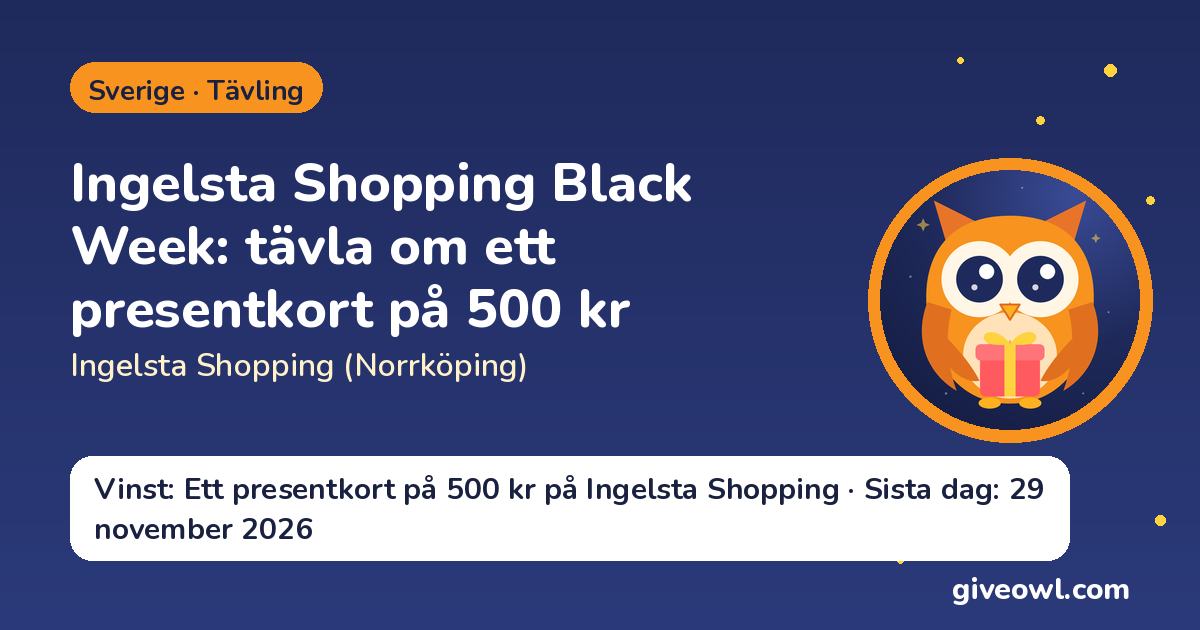 Sverige · Tävling
Ingelsta Shopping Black
Week: tävla om ett
presentkort på 500 kr
Ingelsta Shopping (Norrköping)
Vinst: Ett presentkort på 500 kr på Ingelsta Shopping · Sista dag: 29
november 2026
giveowl.com